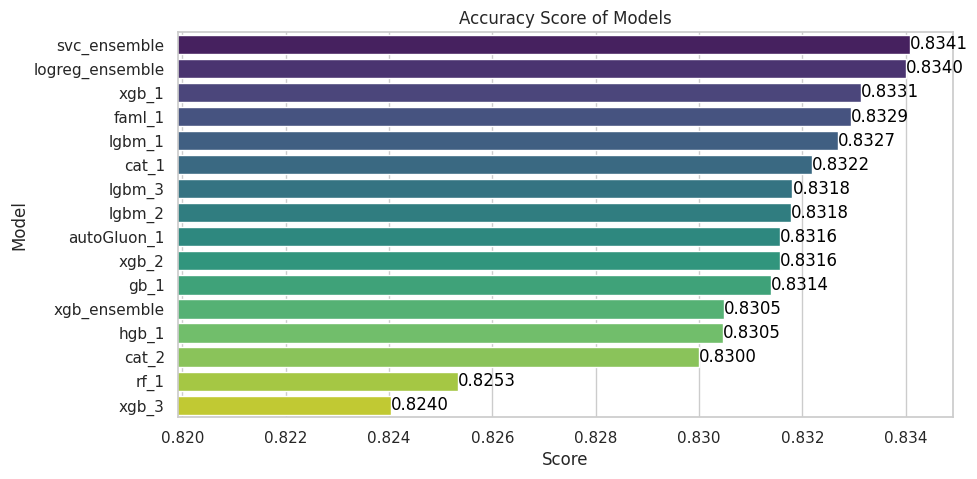 Accuracy Score of Models
svc_ensemble 0.8341
logreg_ensemble 0.8340
xgb_1 0.8331
faml_1 0.8329
lgbm_1 0.8327
cat_1 0.8322
lgbm_3 0.8318
lgbm_2 0.8318
autoGluon_1 0.8316
xgb_2 0.8316
gb_1 0.8314
xgb_ensemble 0.8305
hgb_1 0.8305
cat_2 0.8300
rf_1 0.8253
xgb_3 0.8240
Model
0.820 0.822 0.824 0.826 0.828 0.830 0.832 0.834
Score